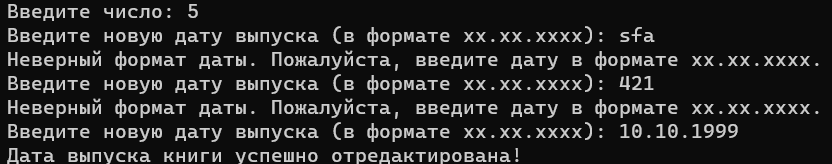 Введите число: 5
Введите новую дату выпуска (в формате xx.xx.xxxx): sfa
Неверный формат даты. Пожалуйста, введите дату в формате xx.xx.xxxx.
Введите новую дату выпуска (в формате xx.xx.xxxx): 421
Неверный формат даты. Пожалуйста, введите дату в формате xx.xx.xxxx.
Введите новую дату выпуска (в формате xx.xx.xxxx): 10.10.1999
Дата выпуска книги успешно отредактирована!